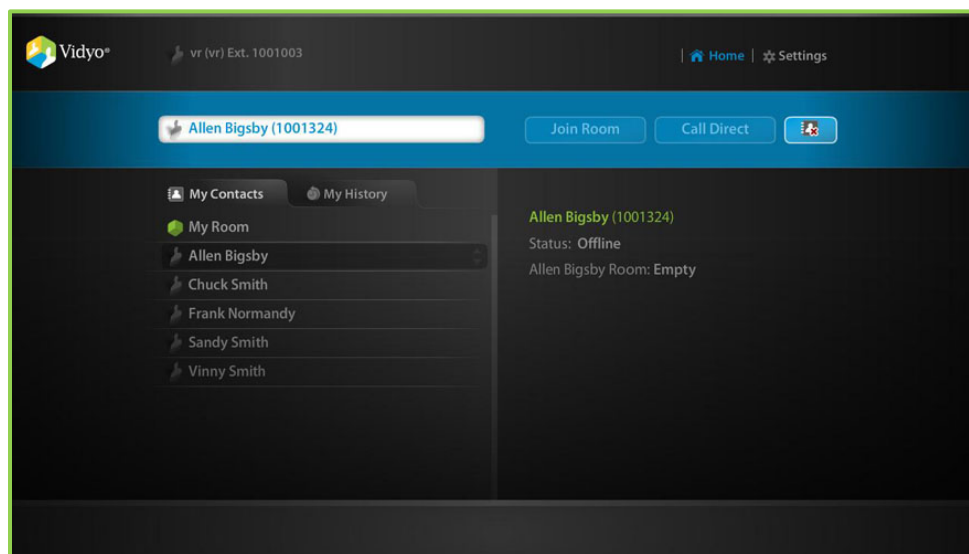 Vidyo®
vr (vr) Ext. 1001003
| Home | Settings
Allen Bigsby (1001324)
Join Room
Call Direct
My Contacts
My History
My Room
Allen Bigsby
Chuck Smith
Frank Normandy
Sandy Smith
Vinny Smith
Allen Bigsby (1001324)
Status: Offline
Allen Bigsby Room: Empty